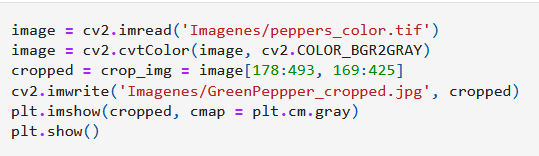 image = cv2.imread('Imagenes/peppers_color.tif')
image = cv2.cvtColor(image, cv2.COLOR_BGR2GRAY)
cropped = crop_img = image[178:493, 169:425]
cv2.imwrite('Imagenes/GreenPeppper_cropped.jpg', cropped)
plt.imshow(cropped, cmap = plt.cm.gray)
plt.show()